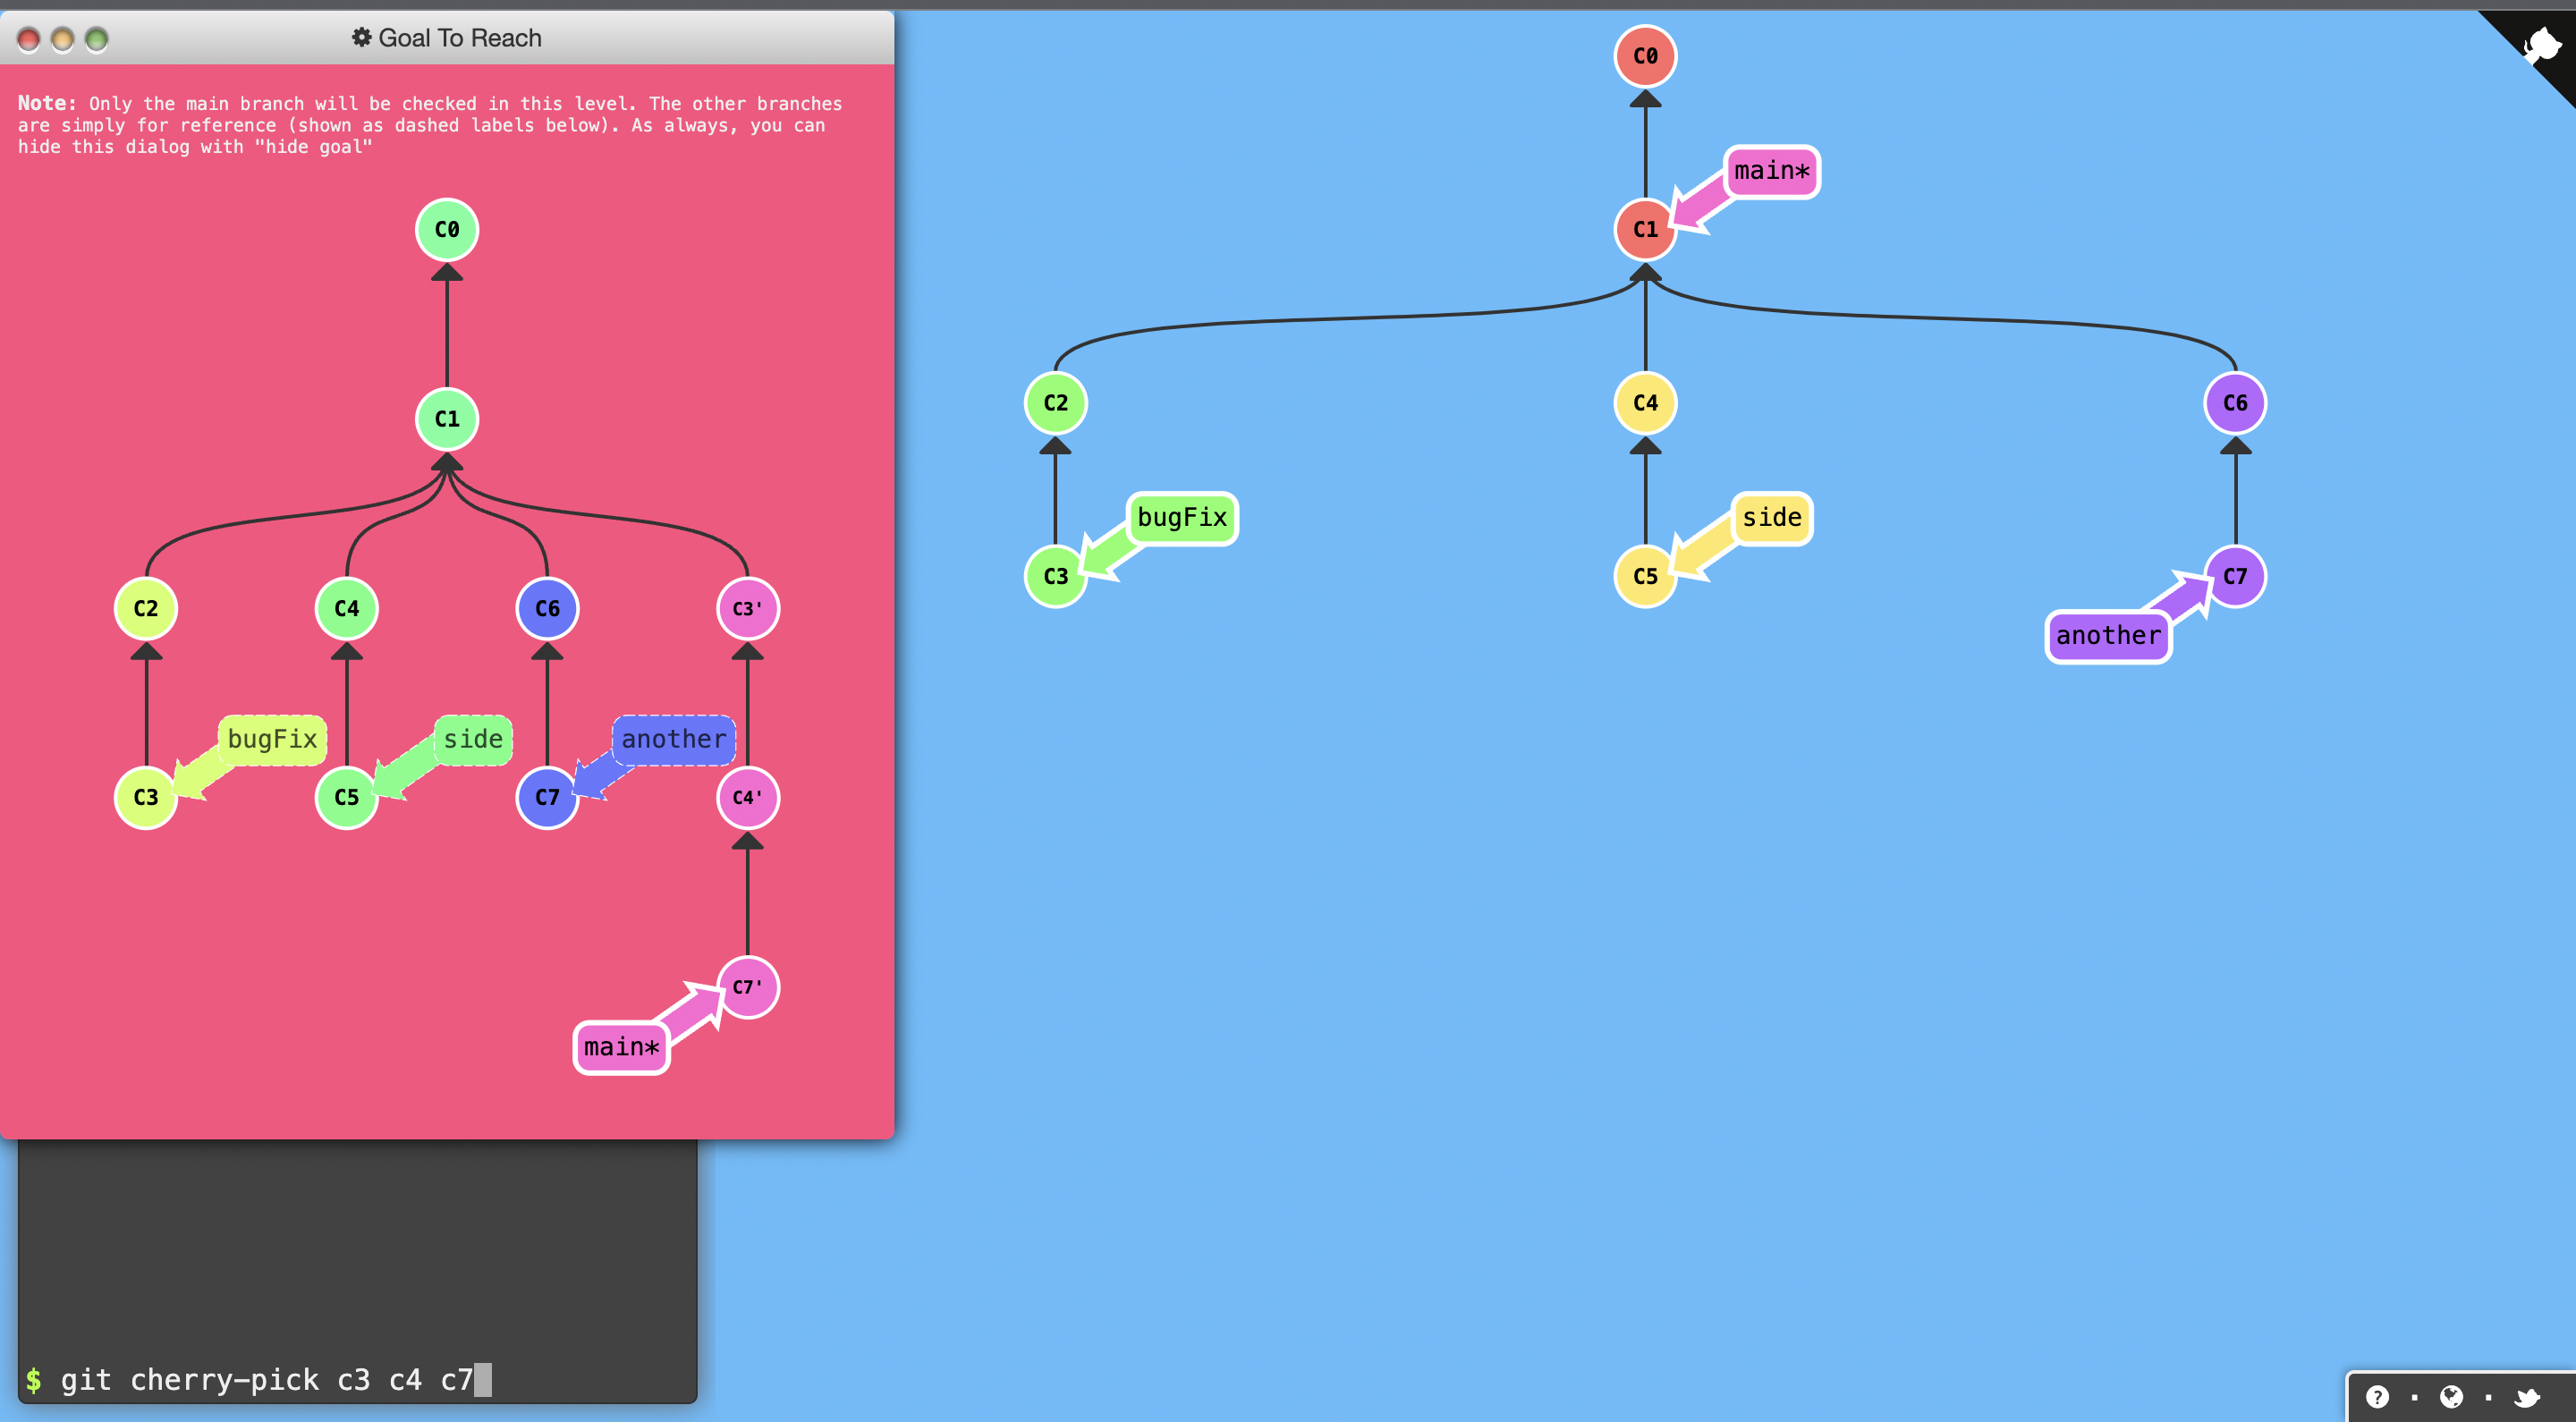 Goal To Reach
Note: Only the main branch will be checked in this level. The other branches
are simply for reference (shown as dashed labels below). As always, you can
hide this dialog with "hide goal"
C0
C1
C2
C4
C6
C3'
bugFix
side
another
C3
C5
C7
C4'
C7'
main*
$ git cherry-pick c3 c4 c7
C0
main*
C1
C2
C4
C6
bugFix
side
C3
C5
C7
another
?